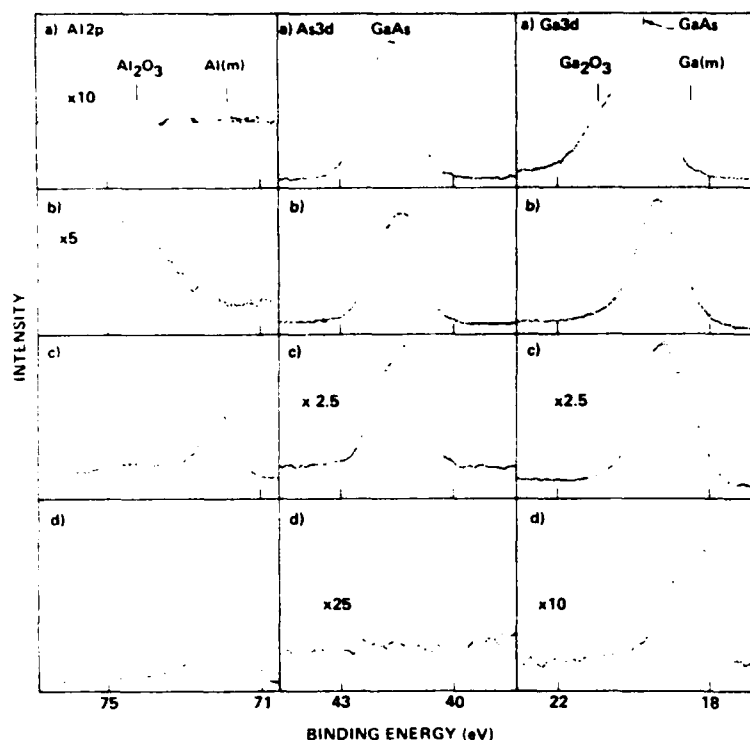 a) Al2p
Al₂O₃ Al(m)
x10
a) As3d GaAs
a) Ga3d GaAs
Ga₂O₃ Ga(m)
b)
x5
b)
b)
c)
c)
x 2.5
c)
x2.5
d)
d)
x25
d)
x10
75 71
43 40
22 18
INTENSITY
BINDING ENERGY (eV)